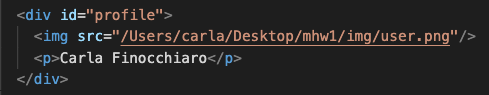 <div id="profile">
<img src="/Users/carla/Desktop/mhw1/img/user.png"/>
<p>Carla Finocchiaro</p>
</div>